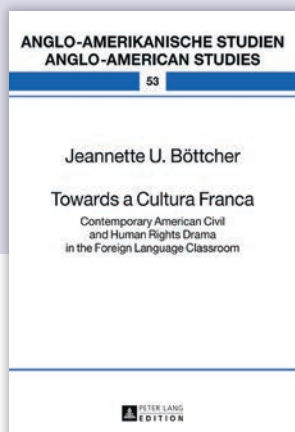 ANGLO-AMERIKANISCHE STUDIEN
ANGLO-AMERICAN STUDIES
53
Jeannette U. Böttcher
Towards a Cultura Franca
Contemporary American Civil
and Human Rights Drama
in the Foreign Language Classroom
PETER LANG
EDITION